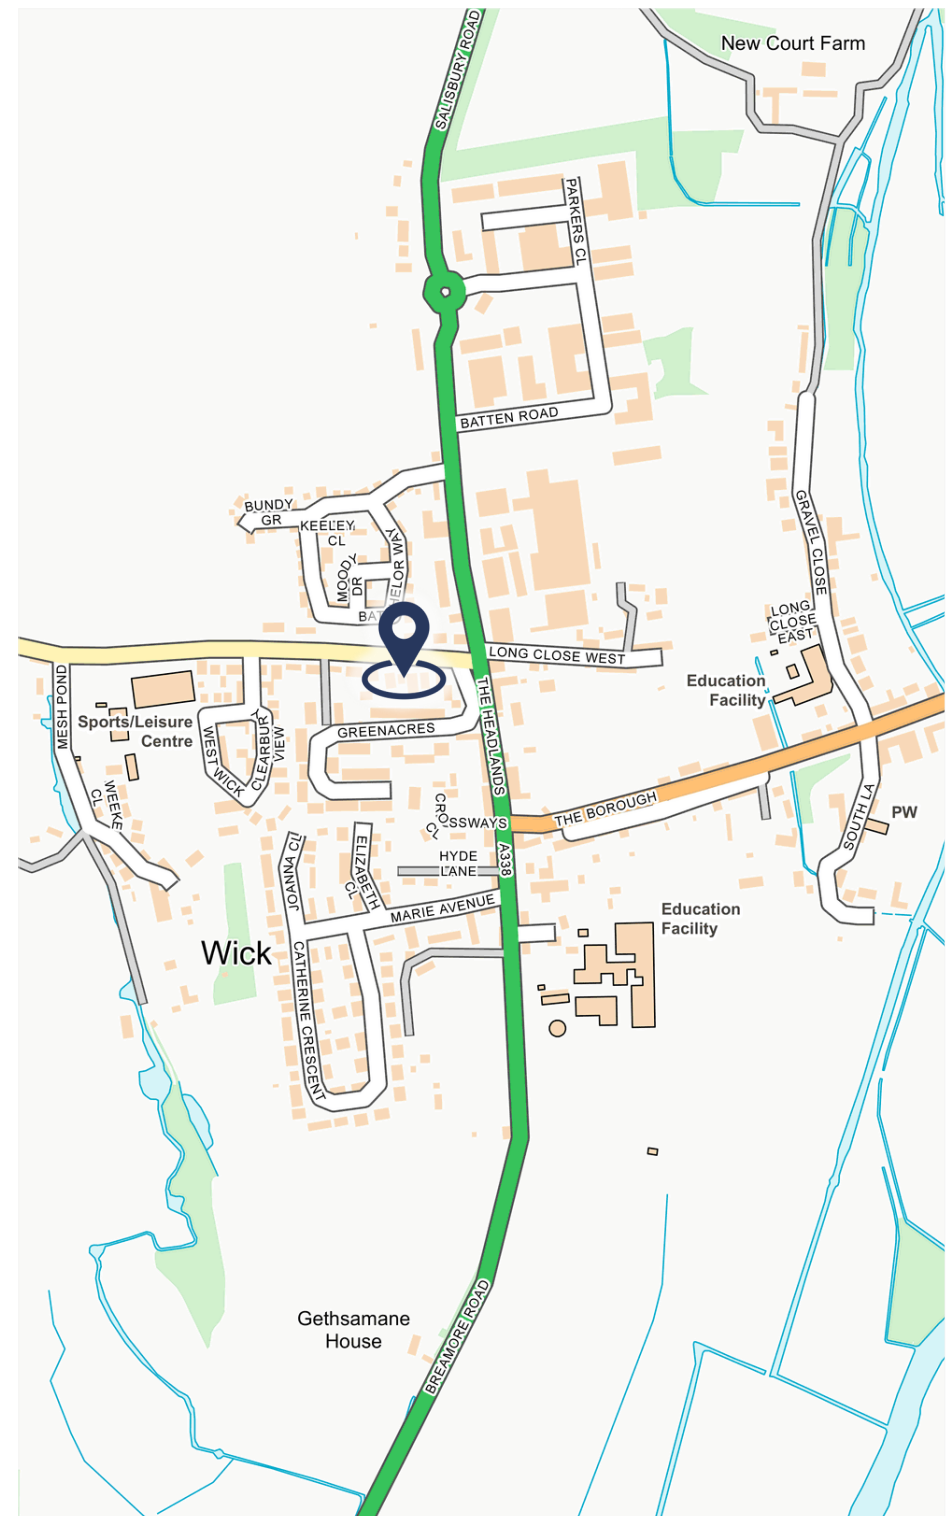 SALISBURY ROAD
New Court Farm
PARKERS CL
BATTEN ROAD
BUNDY
GR
KEELEY
CL
MOODY
DR
HELOR WAY
GRAVEL CLOSE
LONG
CLOSE
EAST
LONG CLOSE WEST
Education
Facility
MESH POND
Sports/Leisure
Centre
WEST WICK
CLEARBURY
VIEW
GREENACRES
THE HEADLANDS
WEEKE
CL
CROSSWAYS
CL
THE BOROUGH
SOUTH LA
PW
A338
HYDE
LANE
JOANNA CL
ELIZABETH
CL
MARIE AVENUE
Education
Facility
Wick
CATHERINE CRESCENT
Gethsamane
House
BREAMORE ROAD